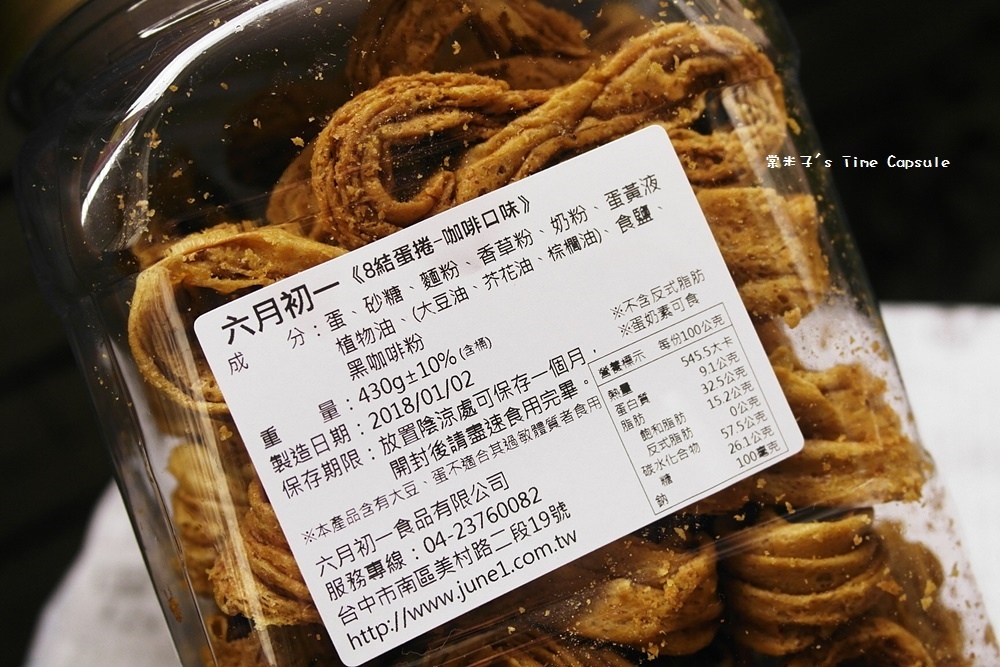 六月初一《8結蛋捲-咖啡口味》
成　分：蛋、砂糖、麵粉、香草粉、奶粉、蛋黃液
植物油、(大豆油、芥花油、棕櫚油)、食鹽、
黑咖啡粉
重　量：430g±10%(含桶)
製造日期：2018/01/02
保存期限：放置陰涼處可保存一個月，
開封後請盡速食用完畢。
※本產品含有大豆、蛋不適合其過敏體質者食用
六月初一食品有限公司
服務專線：04-23760082
台中市南區美村路二段19號
http://www.june1.com.tw
※不含反式脂肪
※蛋奶素可食
營養標示　每份100公克
熱量　545.5大卡
蛋白質　9.1公克
脂肪　32.5公克
飽和脂肪　15.2公克
反式脂肪　0公克
碳水化合物　57.5公克
糖　26.1公克
鈉　100毫克
米子's Time Capsule